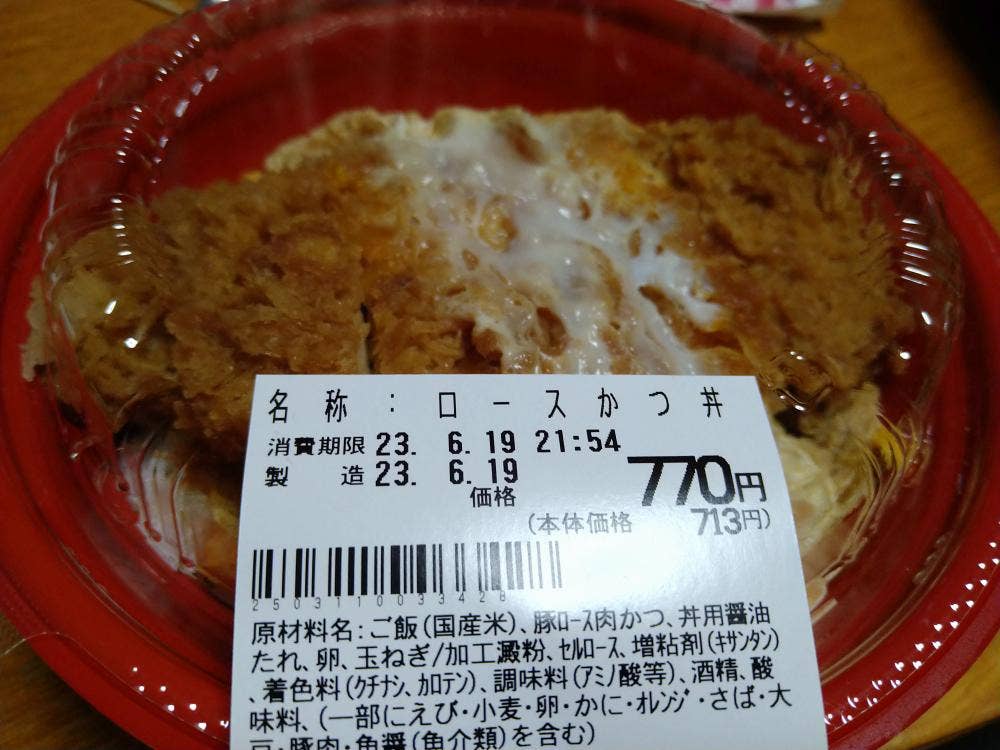 名称：ロースかつ丼
消費期限 23. 6.19 21:54
製 造 23. 6.19
価格 770円
(本体価格 713円)
2503110033428
原材料名:ご飯(国産米)、豚ﾛｰｽ肉かつ、丼用醤油
たれ、卵、玉ねぎ/加工澱粉、ｾﾙﾛｰｽ、増粘剤(ｷｻﾝﾀﾝ)
、着色料(ｸﾁﾅｼ、ｶﾛﾃﾝ)、調味料(ｱﾐﾉ酸等)、酒精、酸
味料、(一部にえび・小麦・卵・かに・ｵﾚﾝｼﾞ・さば・大
豆・豚肉・魚醤(魚介類)を含む)